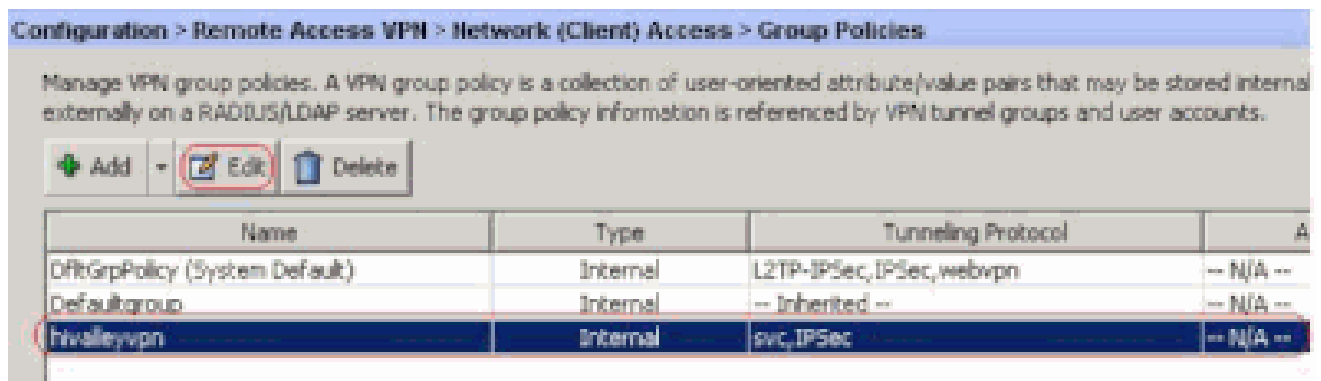 Configuration > Remote Access VPN > Network (Client) Access > Group Policies
Manage VPN group policies. A VPN group policy is a collection of user-oriented attribute/value pairs that may be stored interna
externally on a RADIUS/LDAP server. The group policy information is referenced by VPN tunnel groups and user accounts.
Add Edit Delete
Name Type Tunneling Protocol A
DfltGrpPolicy (System Default) Internal L2TP-IPSec,IPSec,webvpn -- N/A --
Defaultgroup Internal -- Inherited -- -- N/A --
hivalleyvpn Internal svc,IPSec -- N/A --